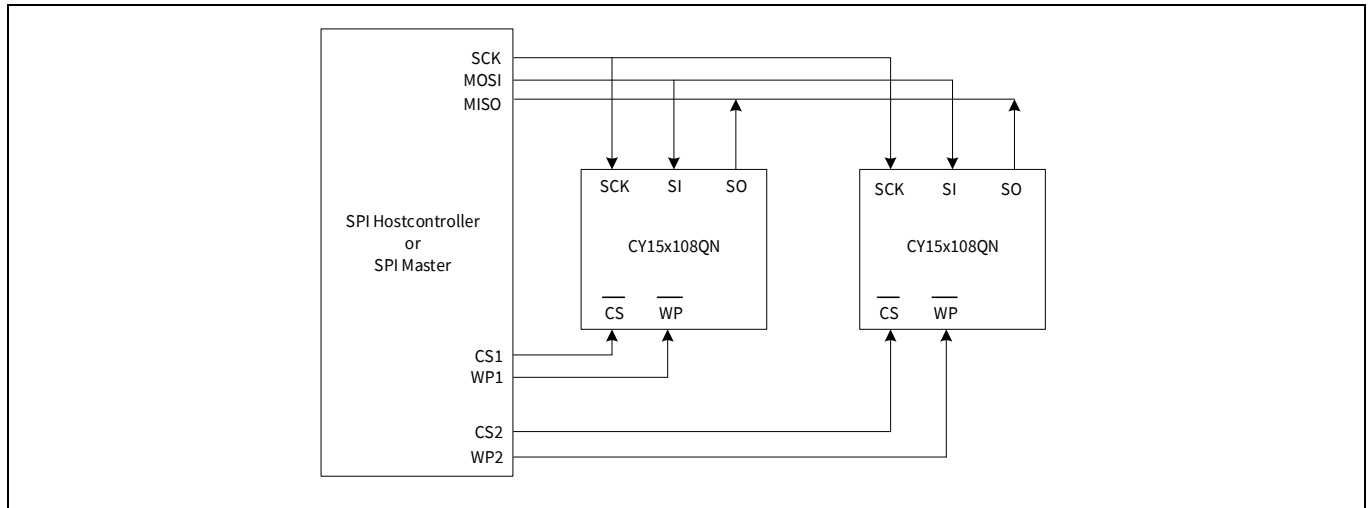 SCK
MOSI
MISO
SPI Hostcontroller
or
SPI Master
CS1
WP1
CS2
WP2
SCK SI SO
CY15x108QN
CS WP
SCK SI SO
CY15x108QN
CS WP